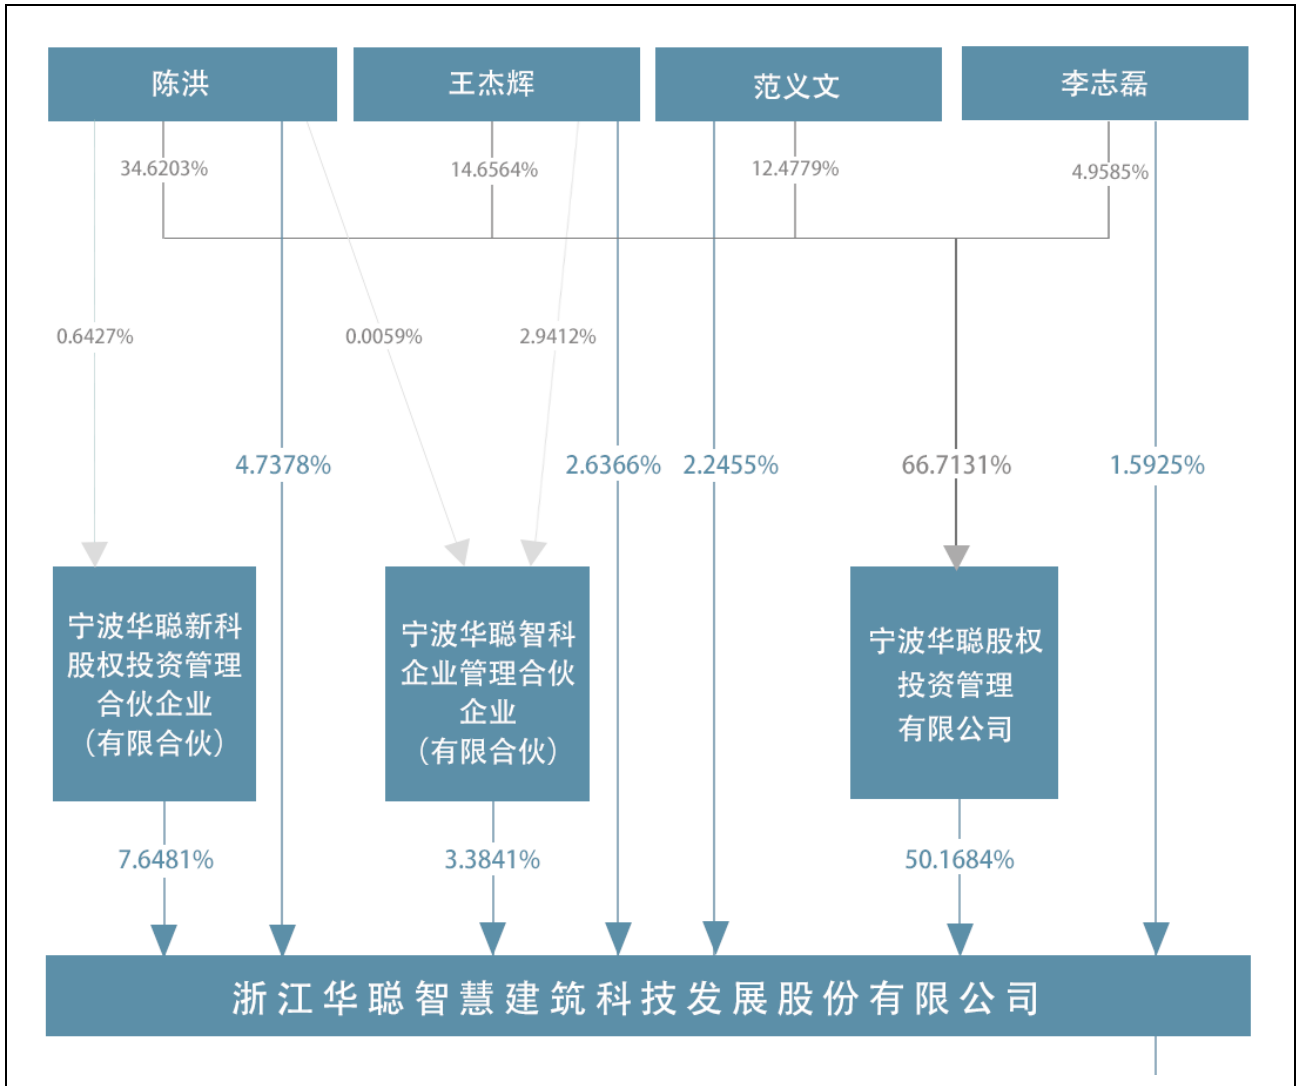 陈洪
王杰辉
范义文
李志磊
34.6203%
14.6564%
12.4779%
4.9585%
0.6427%
0.0059%
2.9412%
4.7378%
2.6366%
2.2455%
66.7131%
1.5925%
宁波华聪新科
股权投资管理
合伙企业
（有限合伙）
宁波华聪智科
企业管理合伙
企业
（有限合伙）
宁波华聪股权
投资管理
有限公司
7.6481%
3.3841%
50.1684%
浙江华聪智慧建筑科技发展股份有限公司